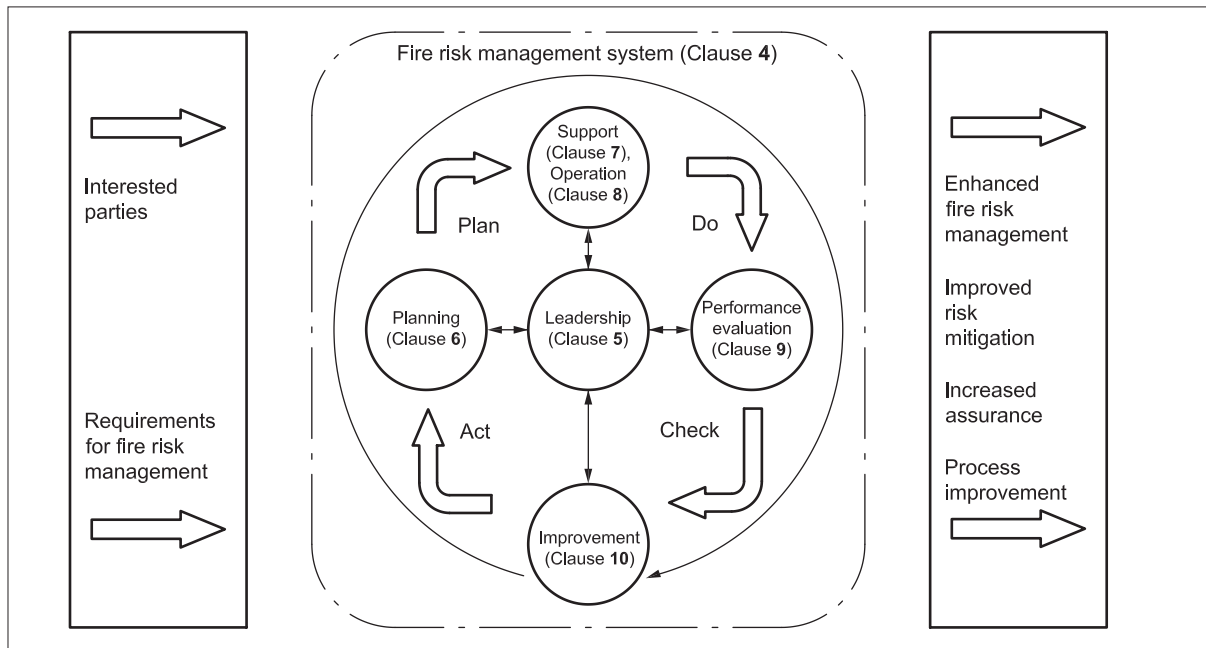 Fire risk management system (Clause 4)
Interested
parties
Requirements
for fire risk
management
Support
(Clause 7),
Operation
(Clause 8)
Plan
Do
Planning
(Clause 6)
Leadership
(Clause 5)
Performance
evaluation
(Clause 9)
Act
Check
Improvement
(Clause 10)
Enhanced
fire risk
management
Improved
risk
mitigation
Increased
assurance
Process
improvement